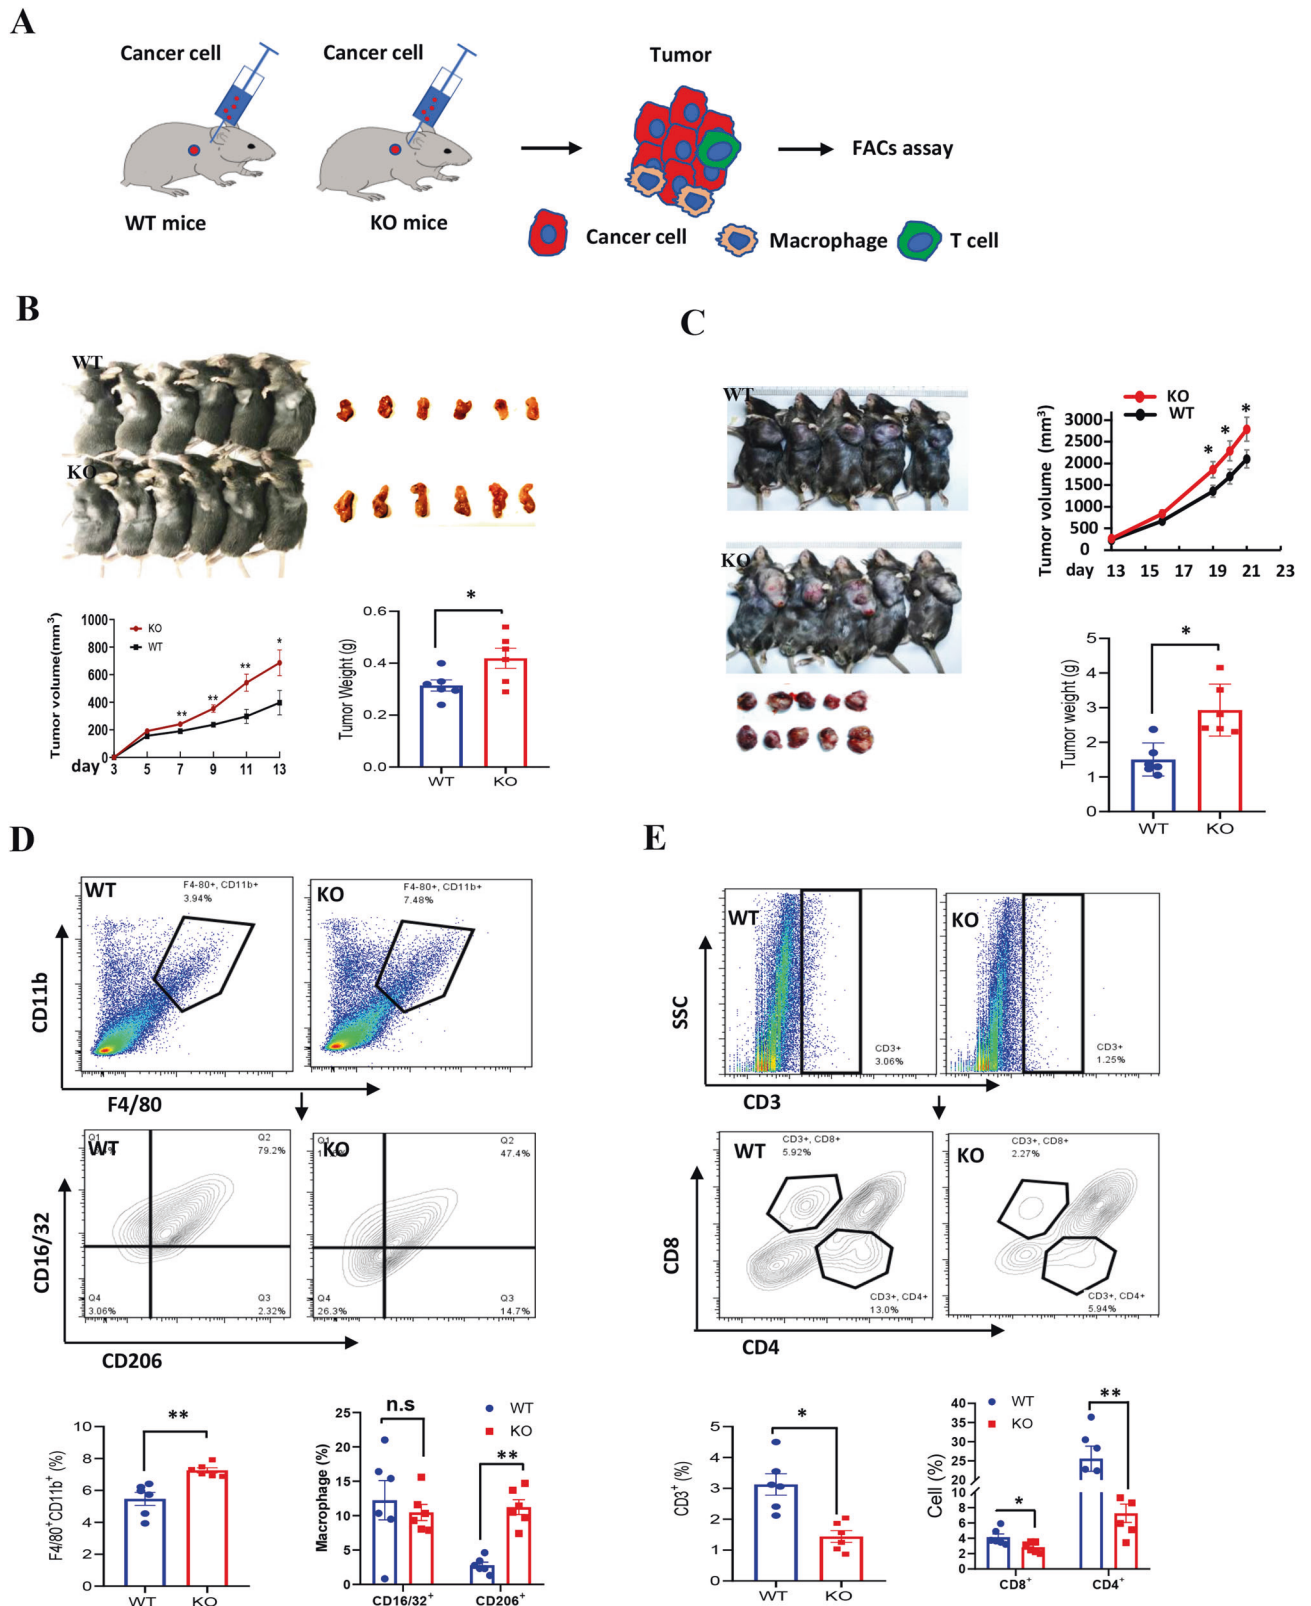 A
Cancer cell
Cancer cell
Tumor
FACs assay
WT mice
KO mice
Cancer cell
Macrophage
T cell
B
WT
KO
Tumor volume(mm³)
1000
800
600
400
200
0
KO
WT
** ** ** *
day
3 5 7 9 11 13
Tumor Weight (g)
0.6
0.4
0.2
0.0
*
WT KO
C
WT
KO
KO
WT
Tumor volume (mm³)
3000
2500
2000
1500
1000
500
0
* * *
day 13 15 17 19 21 23
Tumor weight (g)
5
4
3
2
1
0
*
WT KO
D
WT
F4-80+, CD11b+
3.94%
KO
F4-80+, CD11b+
7.48%
CD11b
F4/80
WT
Q1
Q2
79.2%
Q4
3.06%
Q3
2.32%
KO
Q1
Q2
47.4%
Q4
26.3%
Q3
14.7%
CD16/32
CD206
F4/80⁺CD11b⁺ (%)
10
8
6
4
2
0
**
WT KO
Macrophage (%)
25
20
15
10
5
0
n.s
**
WT
KO
CD16/32⁺ CD206⁺
E
WT
CD3+
3.06%
KO
CD3+
1.25%
SSC
CD3
WT
CD3+, CD8+
5.92%
CD3+, CD4+
13.0%
KO
CD3+, CD8+
2.27%
CD3+, CD4+
5.94%
CD8
CD4
CD3⁺ (%)
5
4
3
2
1
0
*
WT KO
Cell (%)
40
35
30
25
20
10
8
6
4
2
0
WT
KO
*
**
CD8⁺ CD4⁺